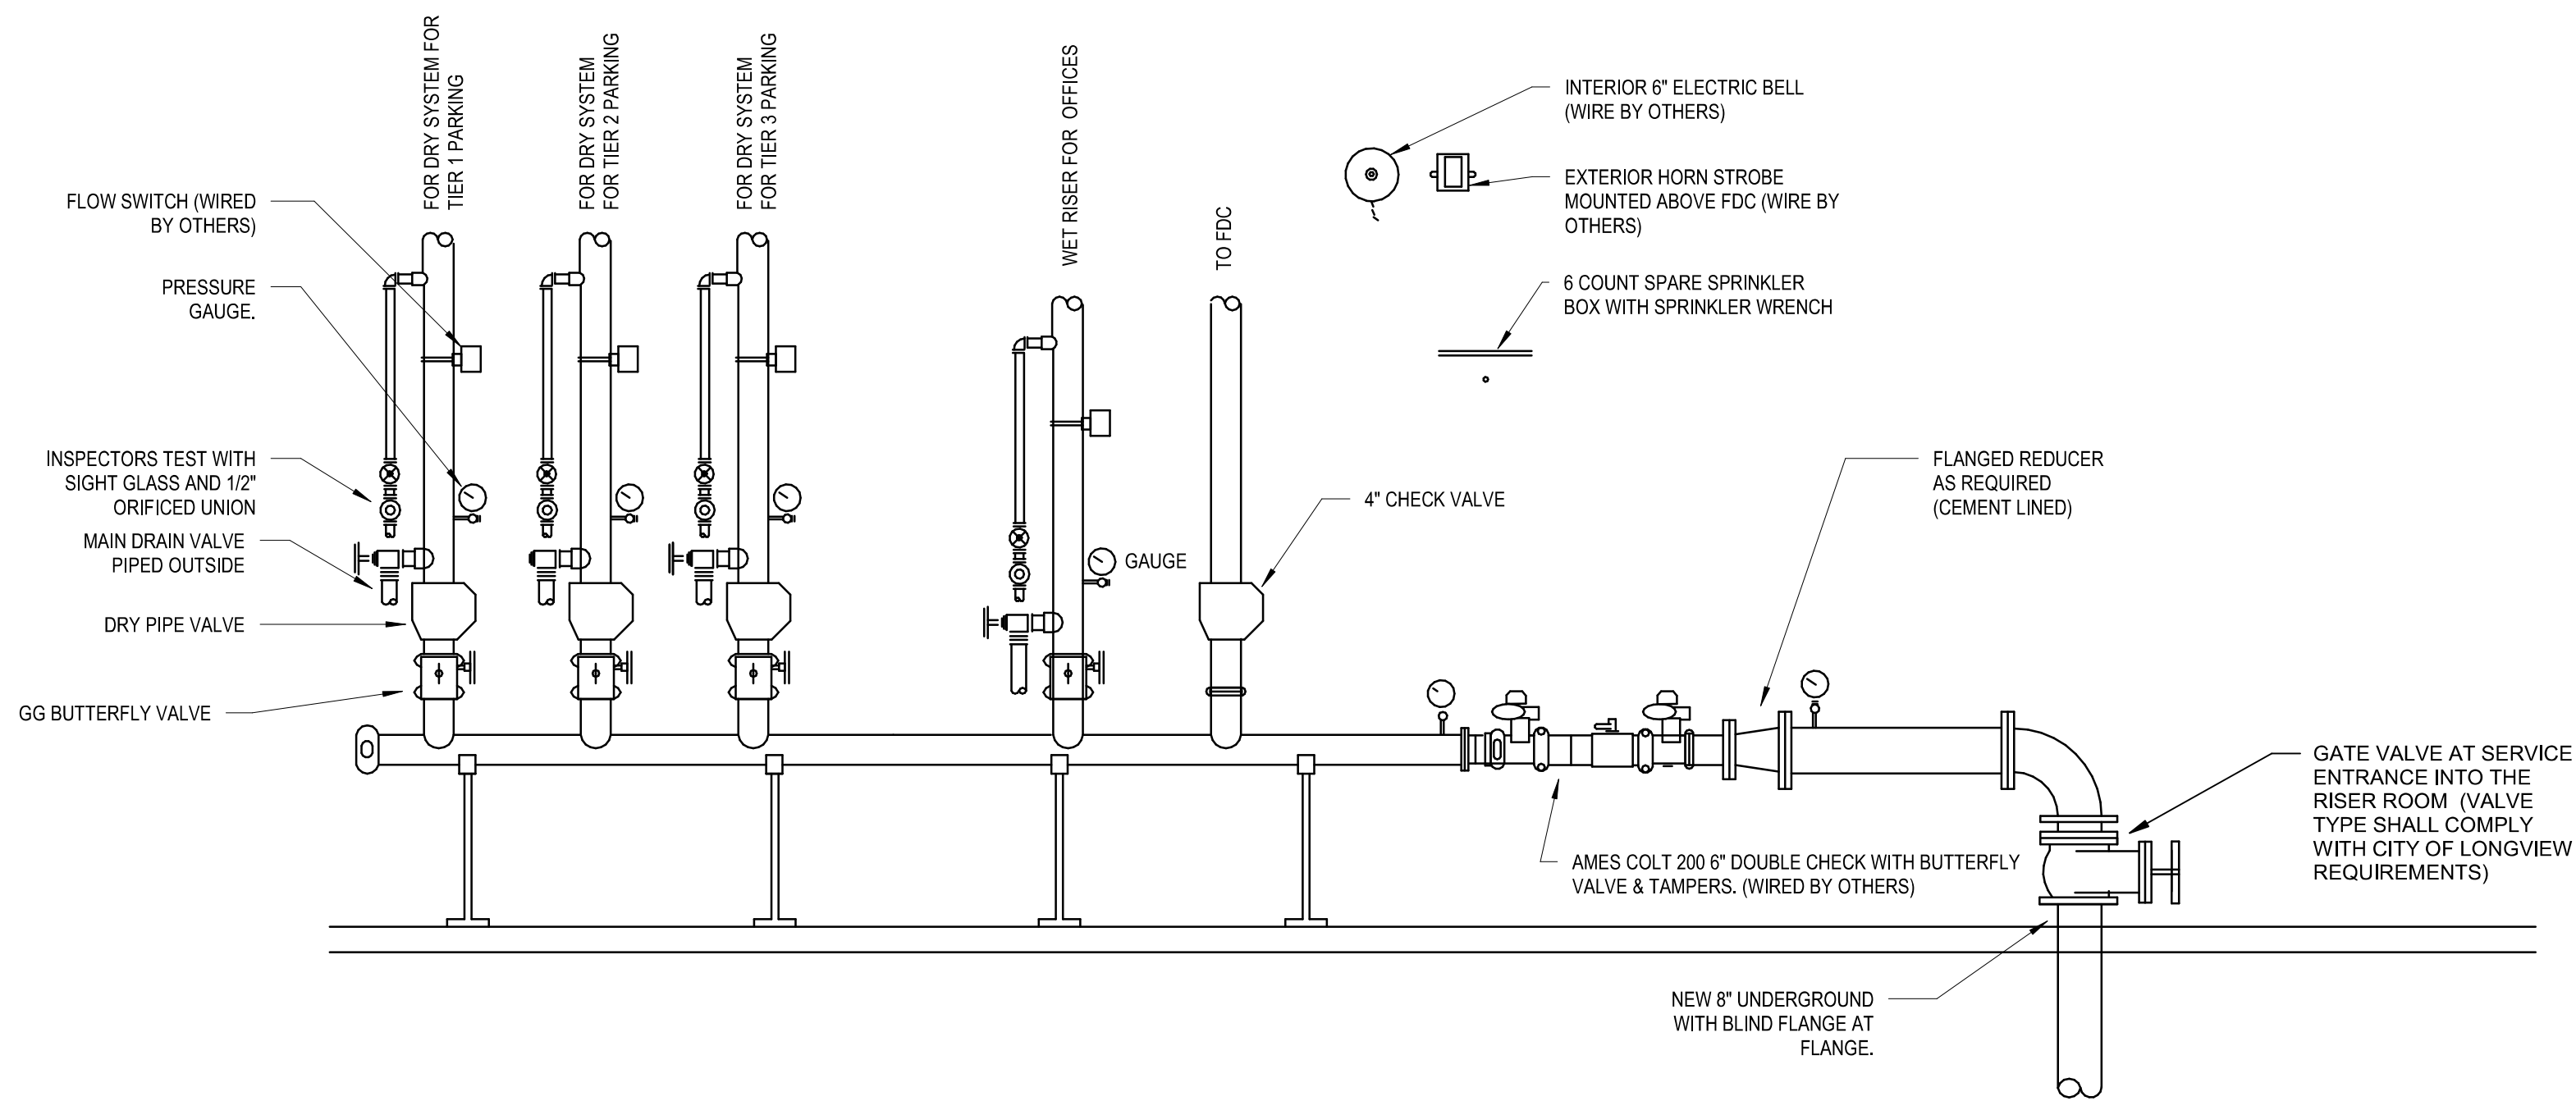 FOR DRY SYSTEM FOR
TIER 1 PARKING
FOR DRY SYSTEM
FOR TIER 2 PARKING
FOR DRY SYSTEM
FOR TIER 3 PARKING
WET RISER FOR OFFICES
TO FDC
INTERIOR 6" ELECTRIC BELL
(WIRE BY OTHERS)
EXTERIOR HORN STROBE
MOUNTED ABOVE FDC (WIRE BY
OTHERS)
6 COUNT SPARE SPRINKLER
BOX WITH SPRINKLER WRENCH
FLOW SWITCH (WIRED
BY OTHERS)
PRESSURE
GAUGE.
INSPECTORS TEST WITH
SIGHT GLASS AND 1/2"
ORIFICED UNION
MAIN DRAIN VALVE
PIPED OUTSIDE
DRY PIPE VALVE
GG BUTTERFLY VALVE
GAUGE
4" CHECK VALVE
FLANGED REDUCER
AS REQUIRED
(CEMENT LINED)
GATE VALVE AT SERVICE
ENTRANCE INTO THE
RISER ROOM (VALVE
TYPE SHALL COMPLY
WITH CITY OF LONGVIEW
REQUIREMENTS)
AMES COLT 200 6" DOUBLE CHECK WITH BUTTERFLY
VALVE & TAMPERS. (WIRED BY OTHERS)
NEW 8" UNDERGROUND
WITH BLIND FLANGE AT
FLANGE.